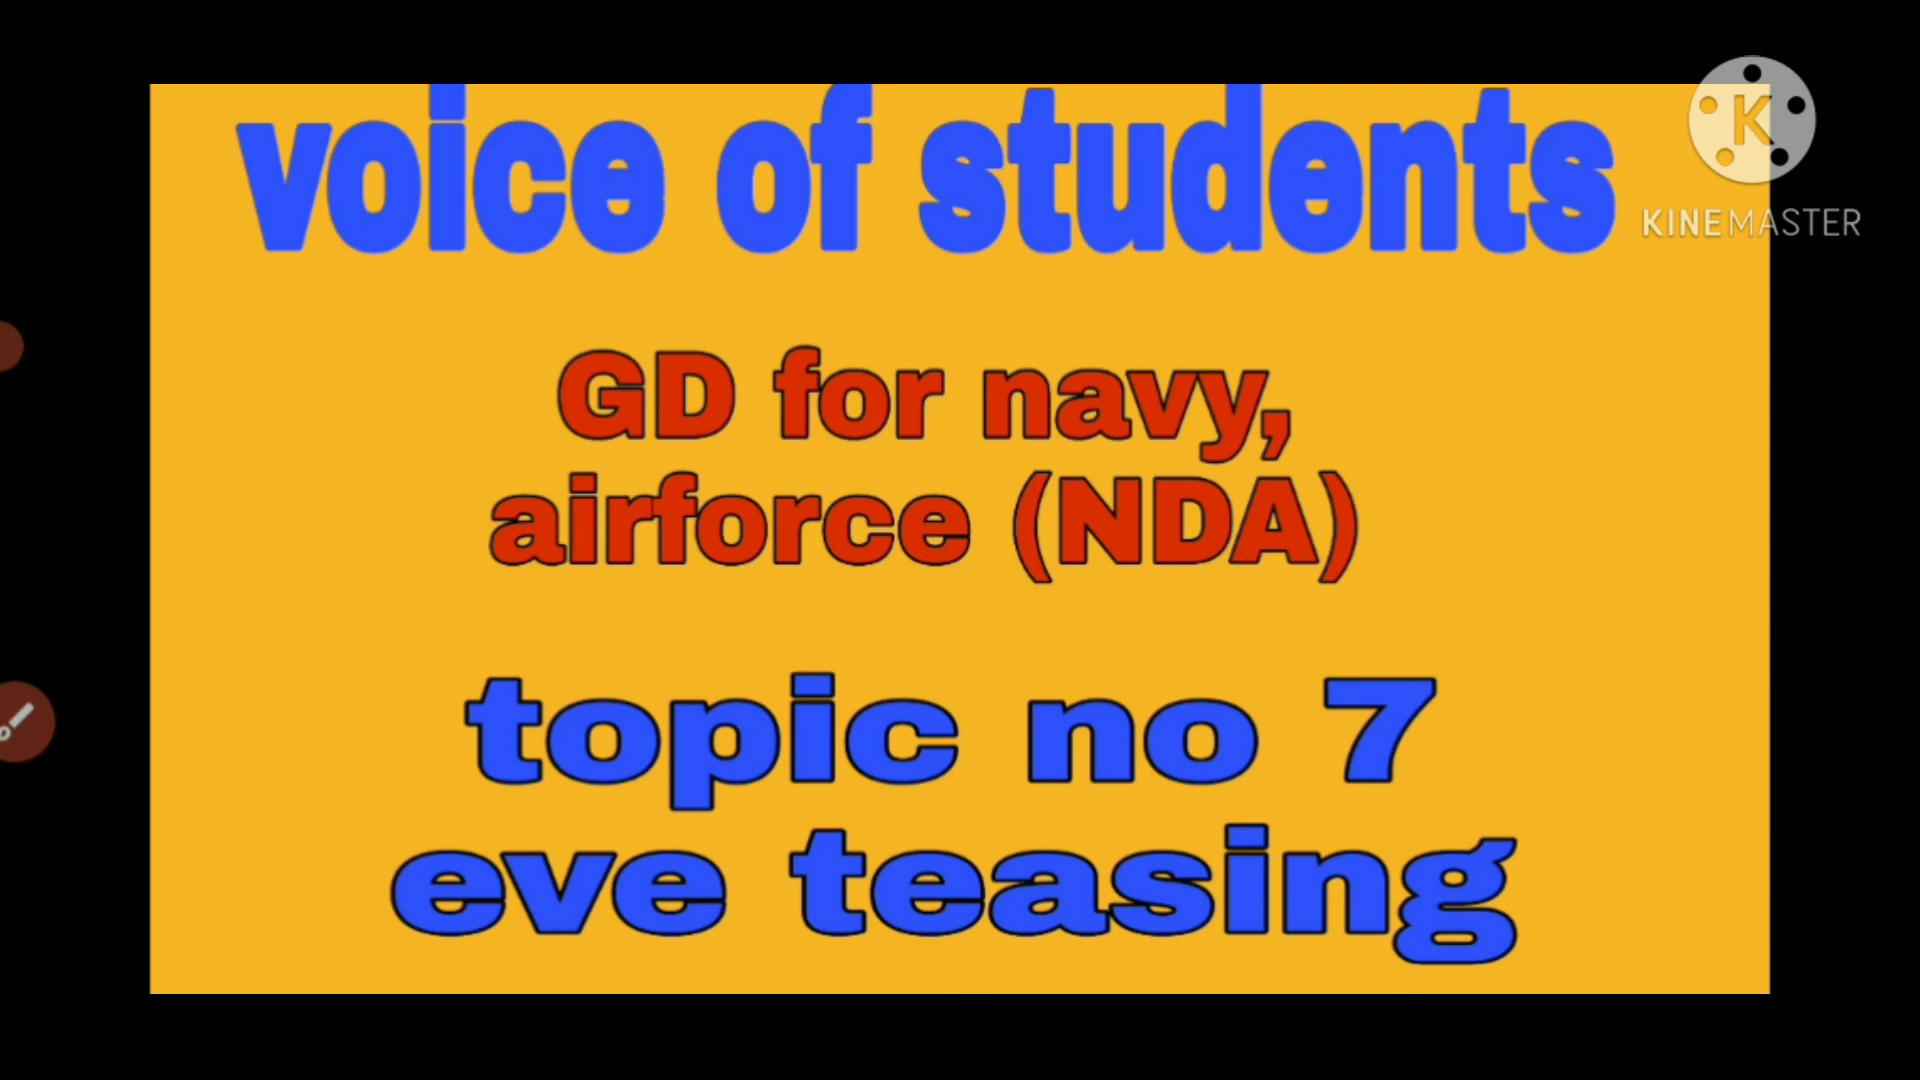 voice of students
KINEMASTER
GD for navy,
airforce (NDA)
topic no 7
eve teasing